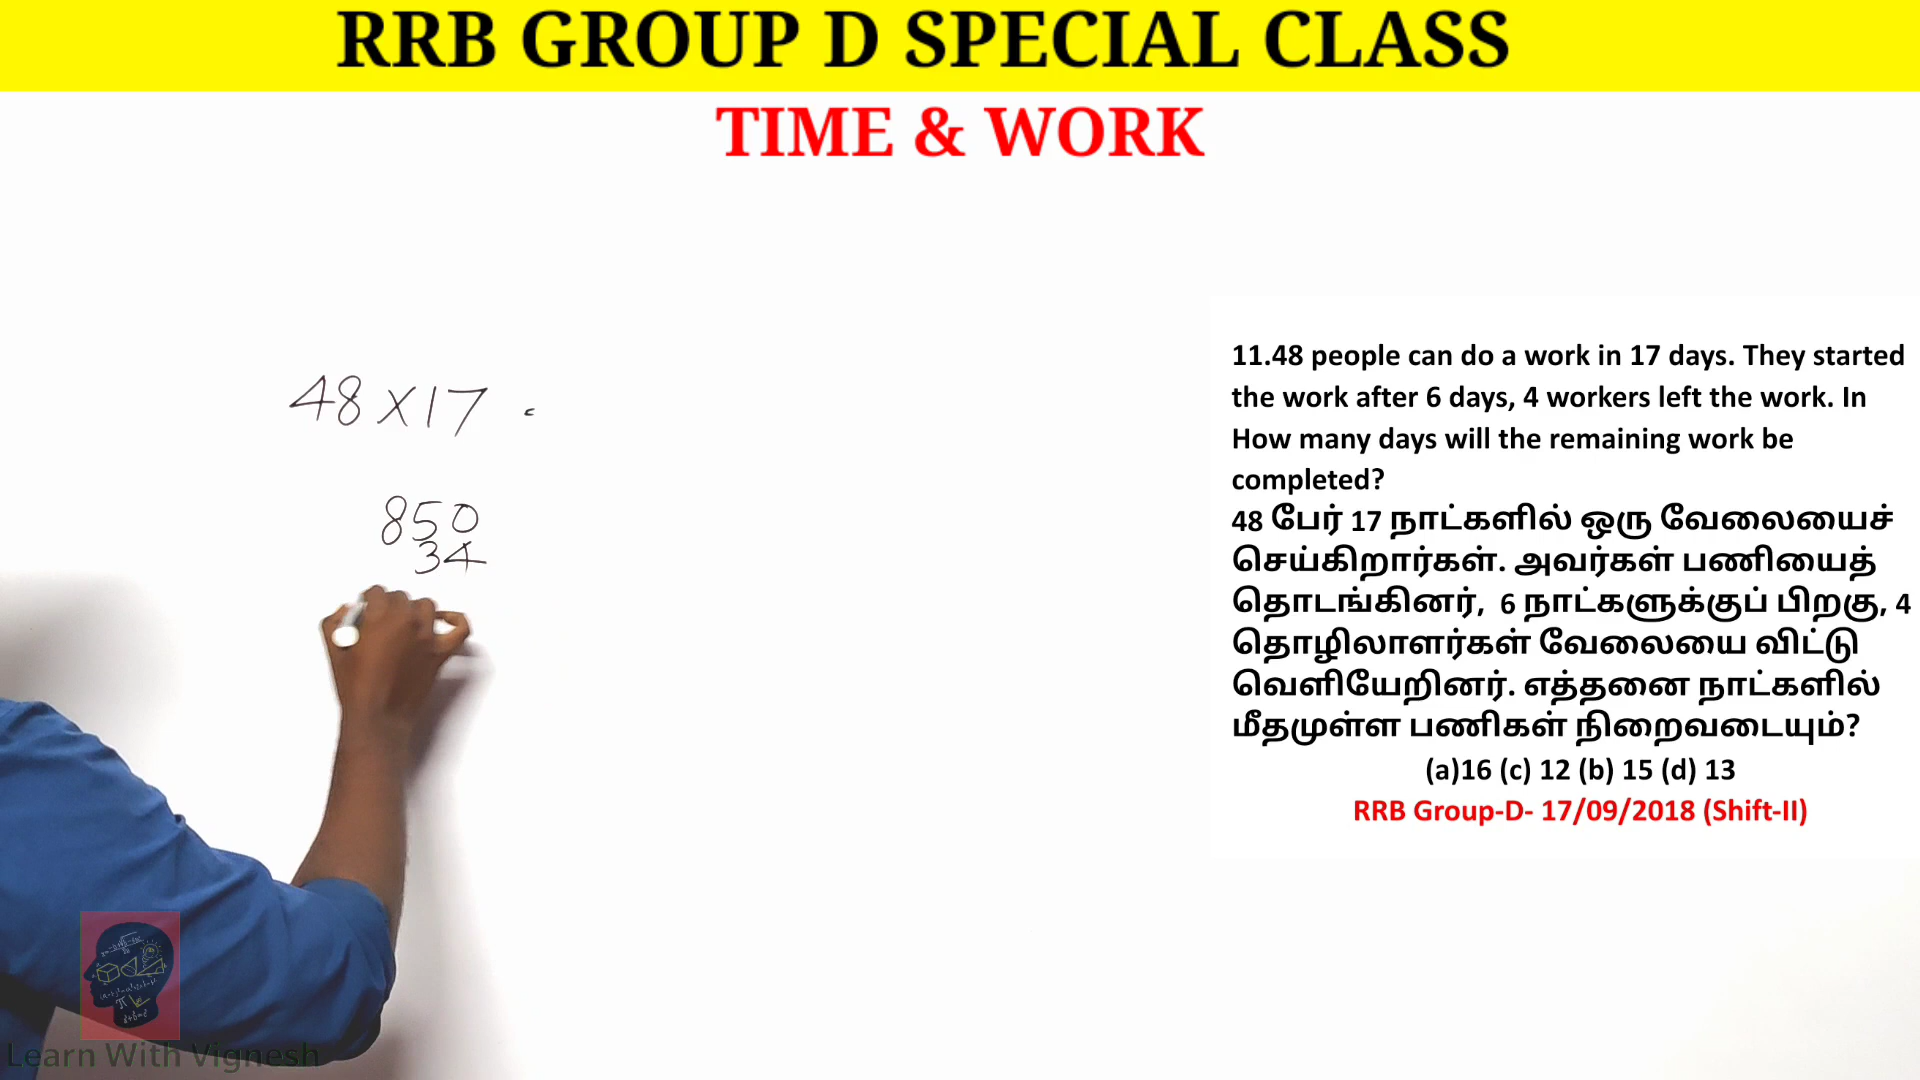 RRB GROUP D SPECIAL CLASS
TIME & WORK
48 x 17
850
34
11.48 people can do a work in 17 days. They started
the work after 6 days, 4 workers left the work. In
How many days will the remaining work be
completed?
48 பேர் 17 நாட்களில் ஒரு வேலையைச்
செய்கிறார்கள். அவர்கள் பணியைத்
தொடங்கினர், 6 நாட்களுக்குப் பிறகு, 4
தொழிலாளர்கள் வேலையை விட்டு
வெளியேறினர். எத்தனை நாட்களில்
மீதமுள்ள பணிகள் நிறைவடையும்?
(a)16 (c) 12 (b) 15 (d) 13
RRB Group-D- 17/09/2018 (Shift-II)
Learn With Vignesh